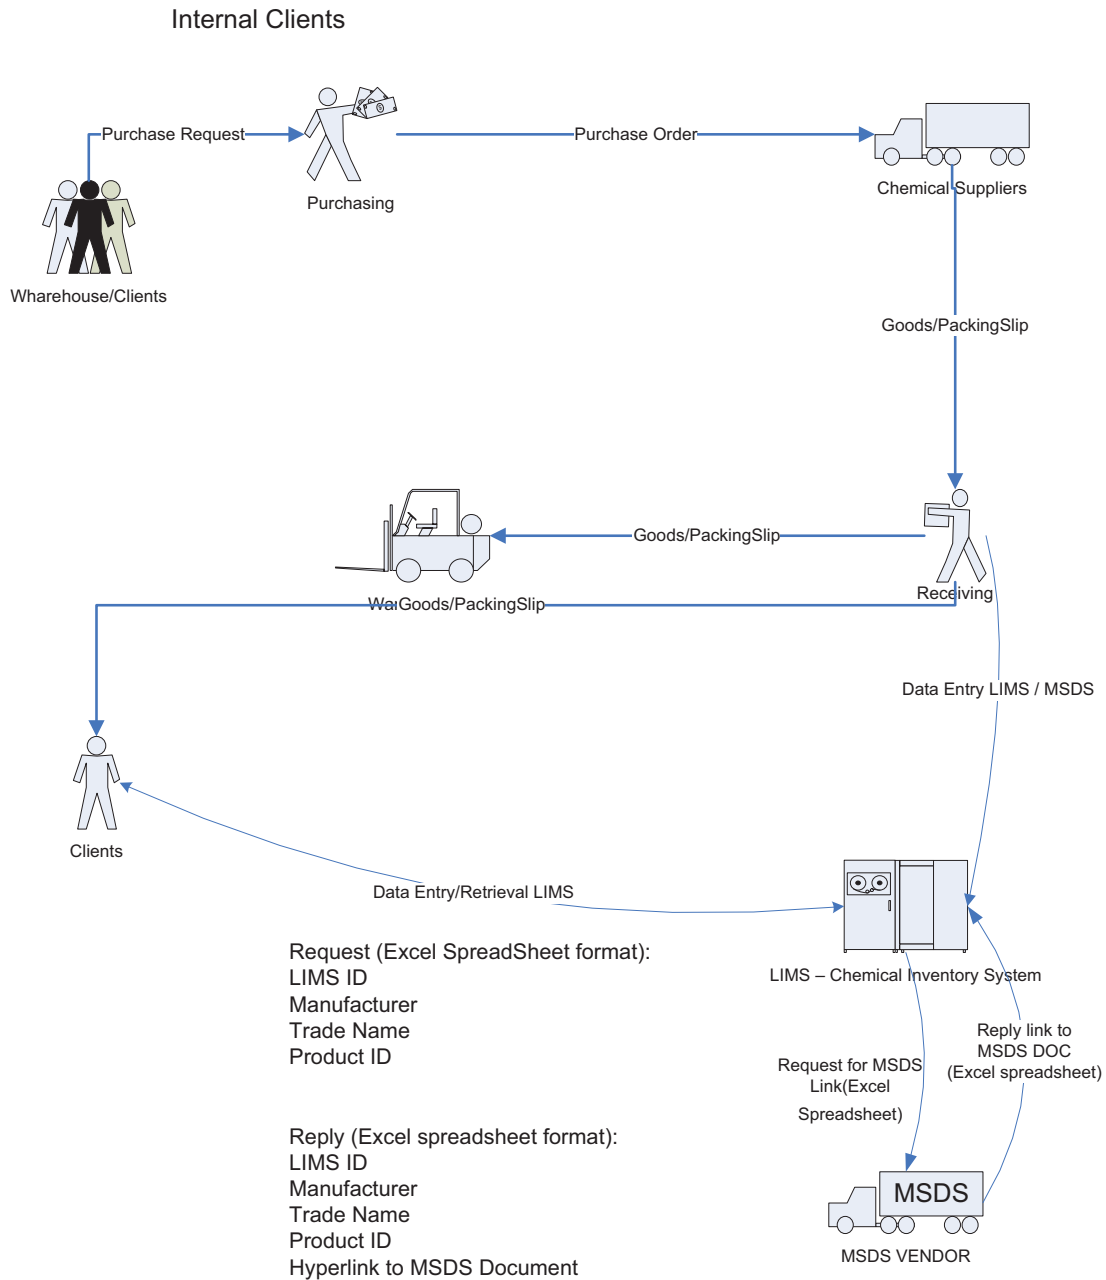 Internal Clients
Purchase Request
Purchase Order
Purchasing
Chemical Suppliers
Wharehouse/Clients
Goods/PackingSlip
Goods/PackingSlip
Receiving
Goods/PackingSlip
Data Entry LIMS / MSDS
Clients
Data Entry/Retrieval LIMS
LIMS – Chemical Inventory System
Request (Excel SpreadSheet format):
LIMS ID
Manufacturer
Trade Name
Product ID
Request for MSDS
Link(Excel
Spreadsheet)
Reply link to
MSDS DOC
(Excel spreadsheet)
Reply (Excel spreadsheet format):
LIMS ID
Manufacturer
Trade Name
Product ID
Hyperlink to MSDS Document
MSDS
MSDS VENDOR